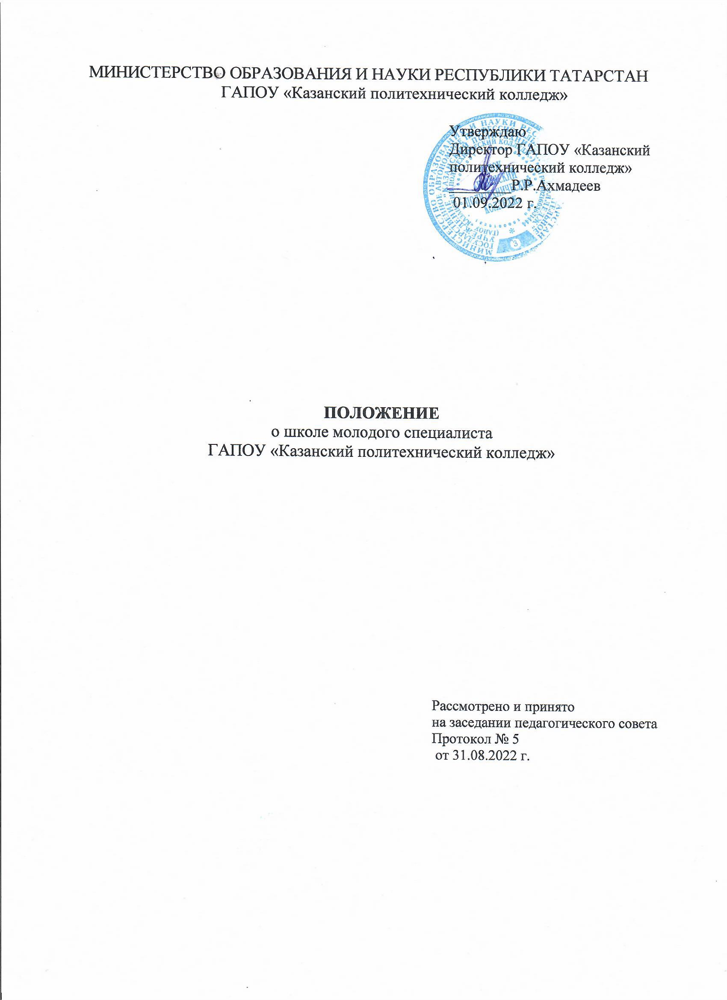 МИНИСТЕРСТВО ОБРАЗОВАНИЯ И НАУКИ РЕСПУБЛИКИ ТАТАРСТАН
ГАПОУ «Казанский политехнический колледж»
Утверждаю
Директор ГАПОУ «Казанский
политехнический колледж»
________Р.Р.Ахмадеев
01.09.2022 г.
ПОЛОЖЕНИЕ
о школе молодого специалиста
ГАПОУ «Казанский политехнический колледж»
Рассмотрено и принято
на заседании педагогического совета
Протокол № 5
от 31.08.2022 г.